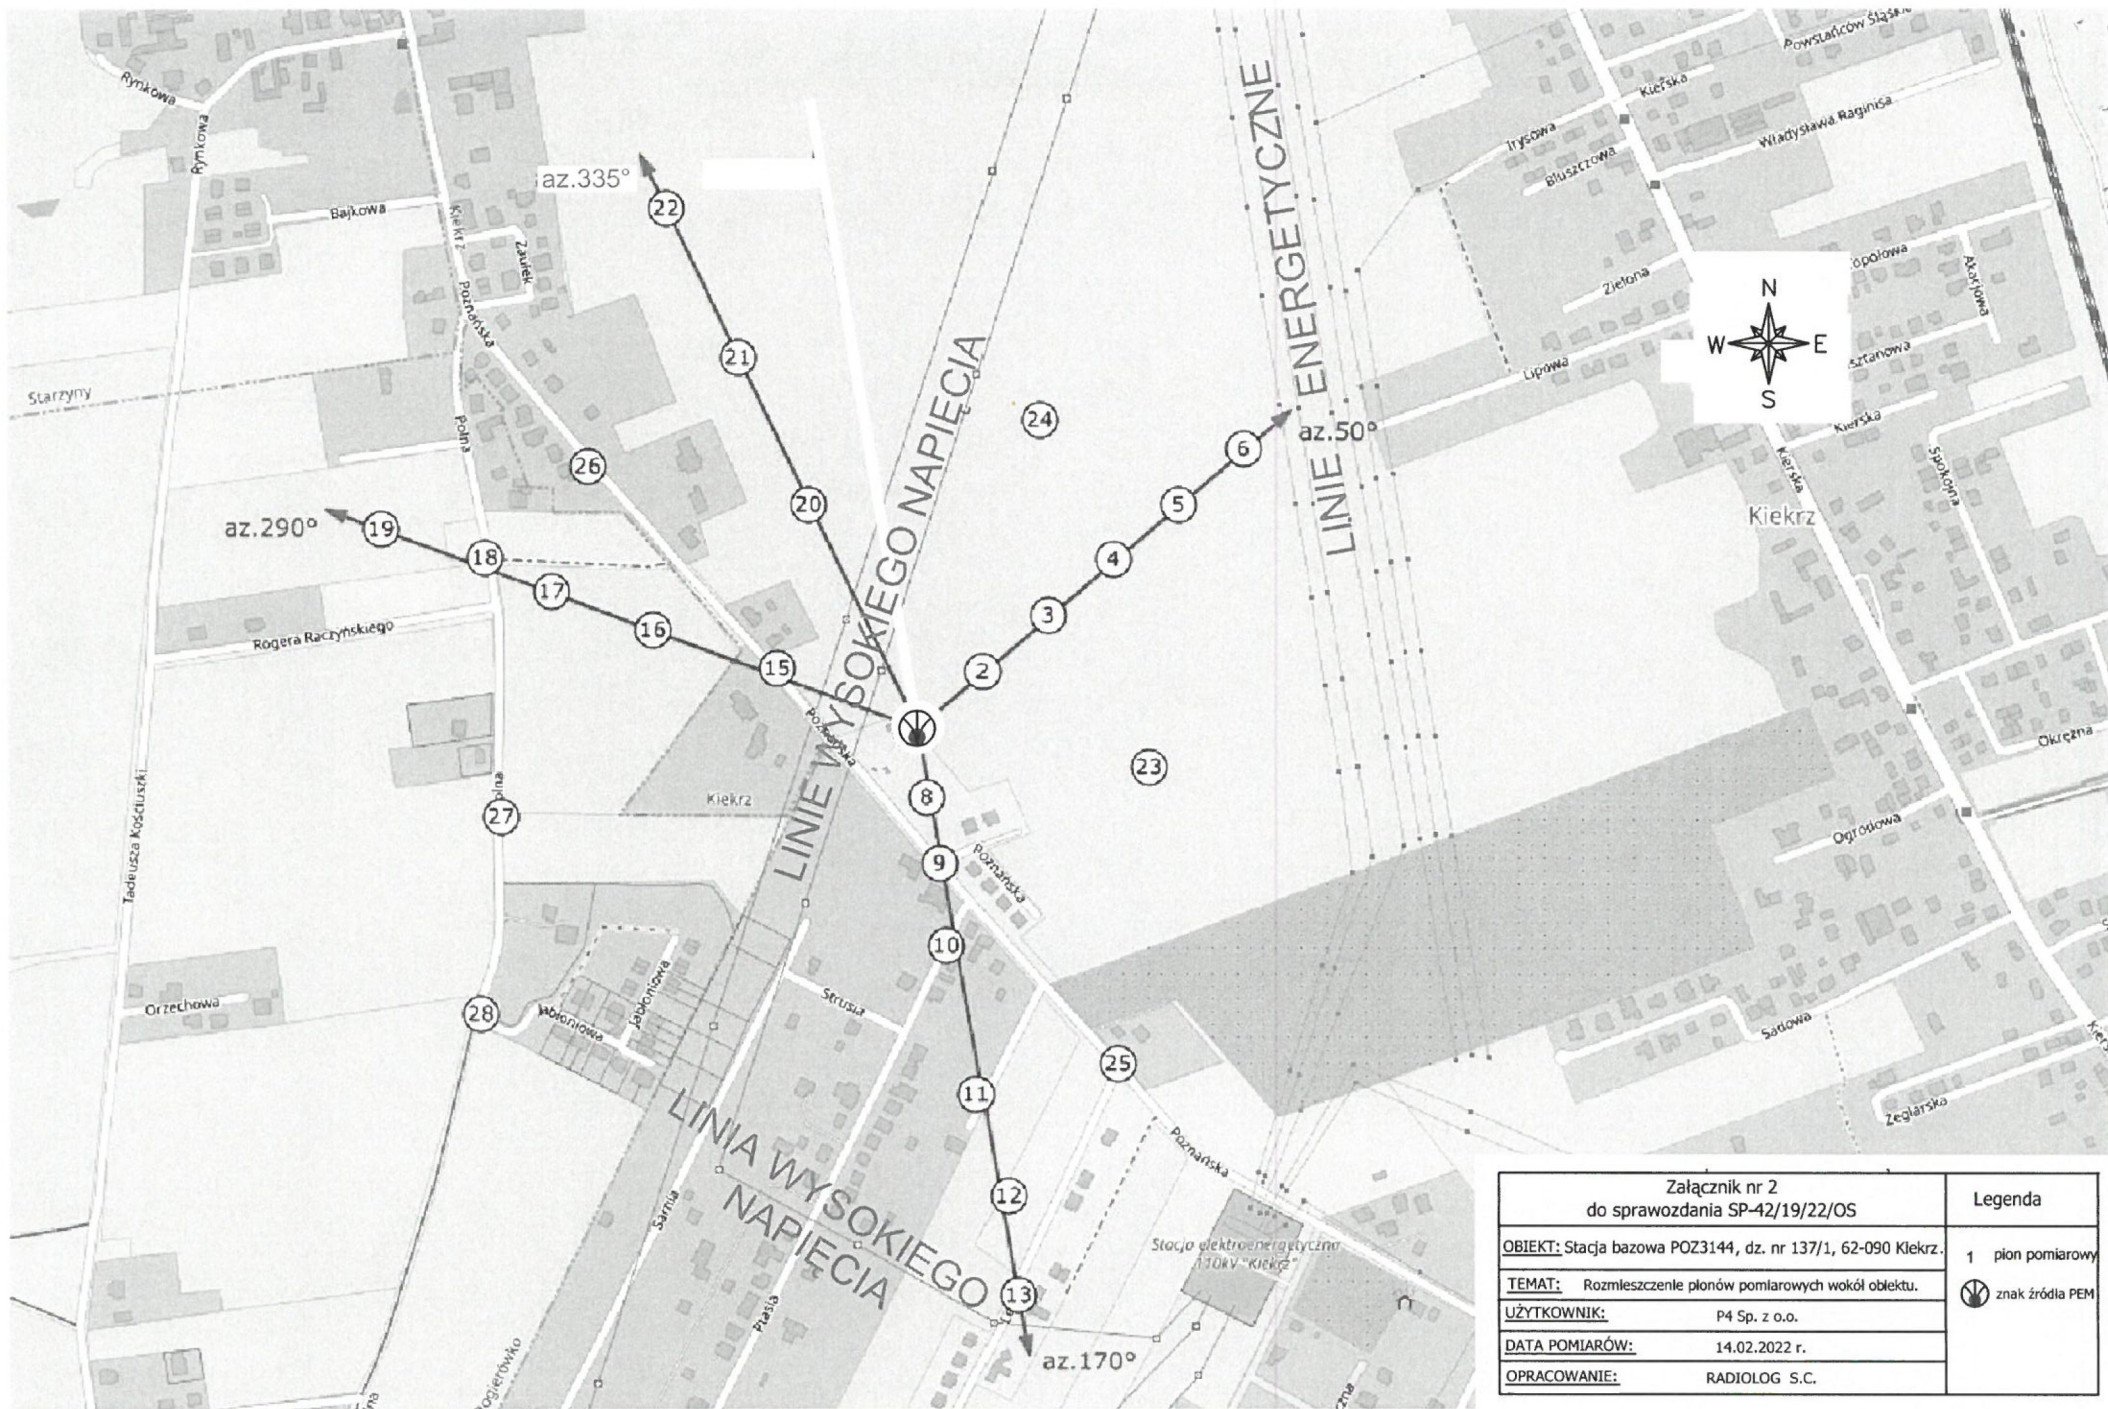 Rynkowa
Rynkowa
Bajkowa
Kiekrz
Zaułek
Poznańska
Starzyny
Polna
az.335°
22
21
20
26
az.290°
19
18
17
16
15
Rogera Raczyńskiego
Tadeusza Kościuszki
Kiekrz
Poznańska
27
28
Orzechowa
Jabłoniowa
Jabłoniowa
Strusia
Sarnia
Ptasia
LINIE WYSOKIEGO NAPIĘCIA
LINIA WYSOKIEGO
NAPIĘCIA
LINIE ENERGETYCZNE
24
az.50°
6
5
4
3
2
23
8
9
Poznańska
10
11
12
13
az.170°
25
Poznańska
Stacja elektroenergetyczna
110kV "Kiekrz"
Powstańców
Kierska
Irysowa
Bluszczowa
Władysława Raginisa
Zielona
Lipowa
Akacjowa
Kierska
Kierska
Spokojna
Kiekrz
N
W E
S
Okrężna
Ogrodowa
Sadowa
Żeglarska
Załącznik nr 2
do sprawozdania SP-42/19/22/OS
Legenda
OBIEKT: Stacja bazowa POZ3144, dz. nr 137/1, 62-090 Kiekrz.
TEMAT: Rozmieszczenie pionów pomiarowych wokół obiektu.
UŻYTKOWNIK: P4 Sp. z o.o.
DATA POMIARÓW: 14.02.2022 r.
OPRACOWANIE: RADIOLOG S.C.
1 pion pomiarowy
znak źródła PEM